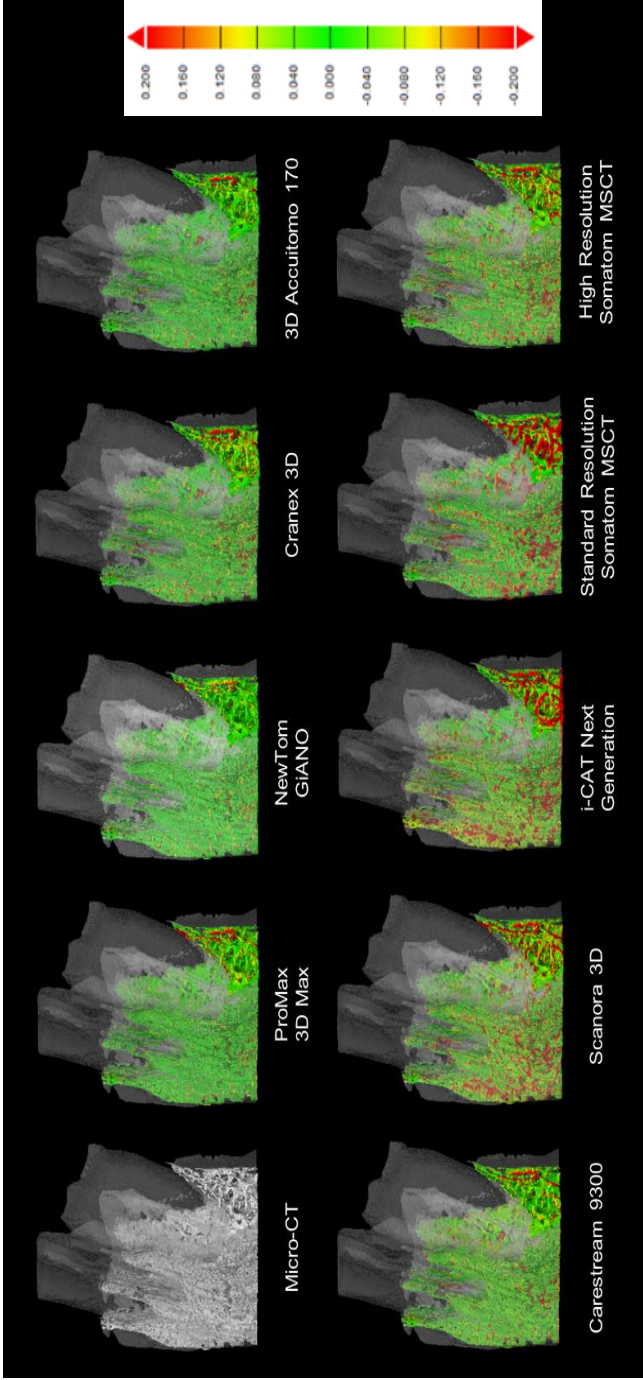 Micro-CT
ProMax
3D Max
NewTom
GiANO
Cranex 3D
3D Accuitomo 170
Carestream 9300
Scanora 3D
i-CAT Next
Generation
Standard Resolution
Somatom MSCT
High Resolution
Somatom MSCT
0.200
0.160
0.120
0.080
0.040
0.000
-0.040
-0.080
-0.120
-0.160
-0.200